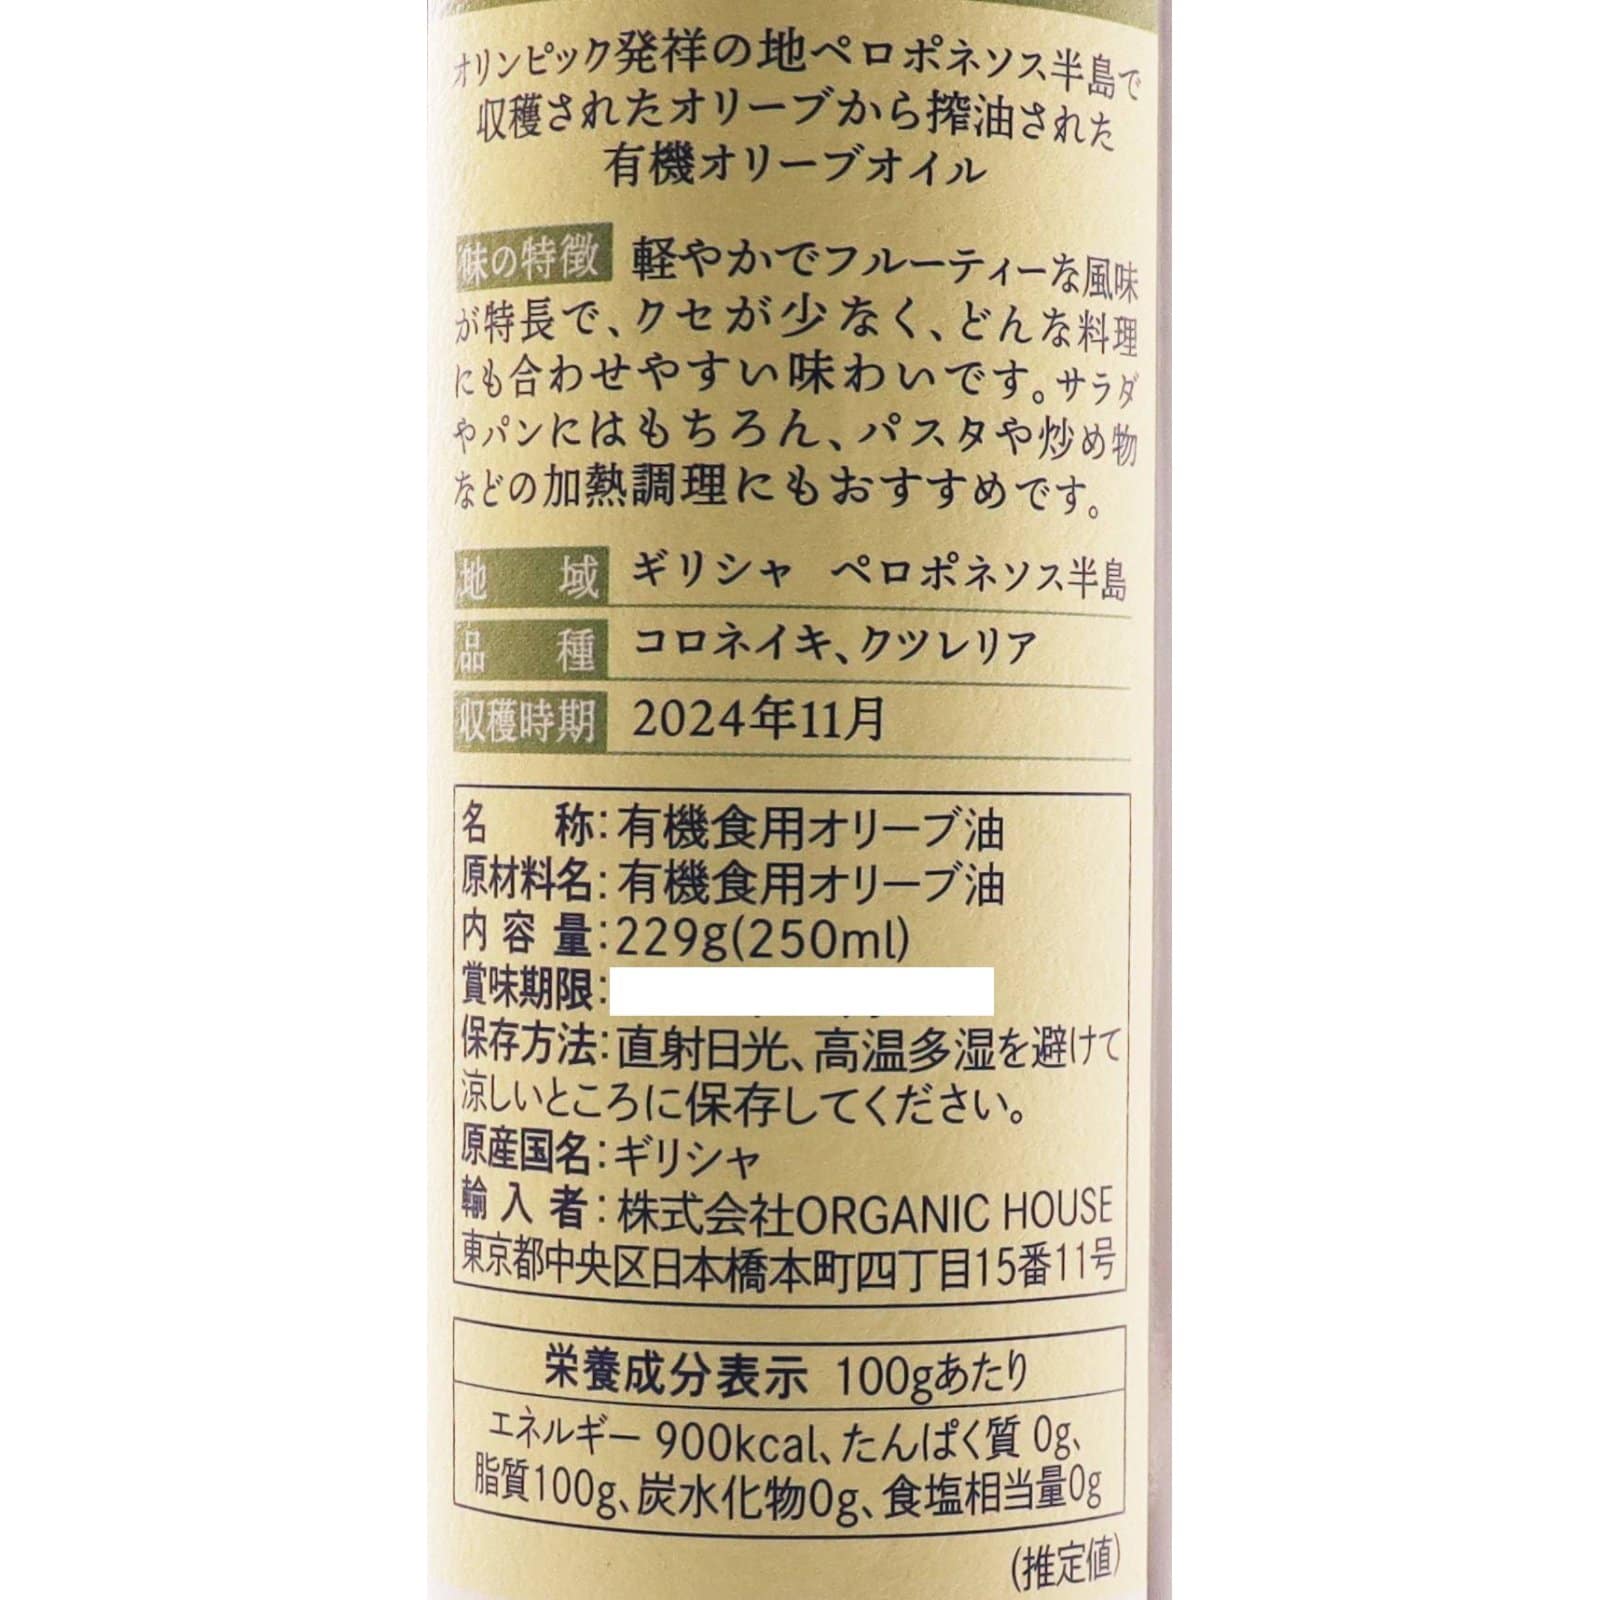 オリンピック発祥の地ペロポネソス半島で
収穫されたオリーブから搾油された
有機オリーブオイル
味の特徴 軽やかでフルーティーな風味
が特長で、クセが少なく、どんな料理
にも合わせやすい味わいです。サラダ
やパンにはもちろん、パスタや炒め物
などの加熱調理にもおすすめです。
地 域 ギリシャ ペロポネソス半島
品 種 コロネイキ、クツレリア
収穫時期 2024年11月
名 称:有機食用オリーブ油
原材料名:有機食用オリーブ油
内容量:229g(250ml)
賞味期限:
保存方法:直射日光、高温多湿を避けて
涼しいところに保存してください。
原産国名:ギリシャ
輸入者:株式会社ORGANIC HOUSE
東京都中央区日本橋本町四丁目15番11号
栄養成分表示 100gあたり
エネルギー 900kcal、たんぱく質 0g、
脂質100g、炭水化物0g、食塩相当量0g
(推定値)